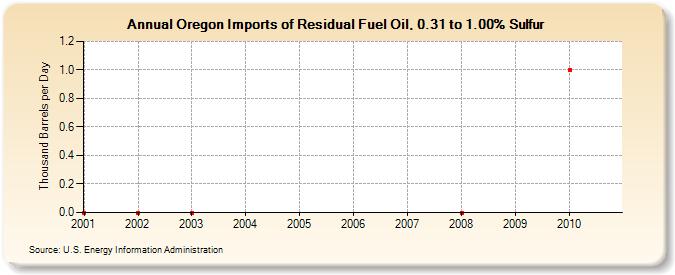 Annual Oregon Imports of Residual Fuel Oil, 0.31 to 1.00% Sulfur
Thousand Barrels per Day
1.2
1.0
0.8
0.6
0.4
0.2
0.0
2001 2002 2003 2004 2005 2006 2007 2008 2009 2010
Source: U.S. Energy Information Administration